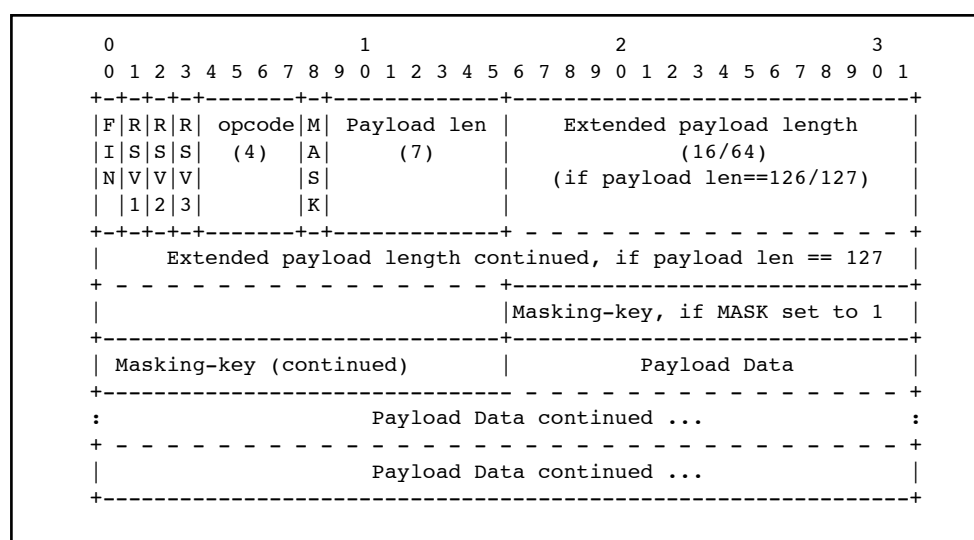 0                   1                   2                   3
 0 1 2 3 4 5 6 7 8 9 0 1 2 3 4 5 6 7 8 9 0 1 2 3 4 5 6 7 8 9 0 1
+-+-+-+-+-------+-+-------------+-------------------------------+
|F|R|R|R| opcode|M| Payload len |    Extended payload length    |
|I|S|S|S|  (4)  |A|     (7)     |             (16/64)           |
|N|V|V|V|       |S|             |   (if payload len==126/127)   |
| |1|2|3|       |K|             |                               |
+-+-+-+-+-------+-+-------------+ - - - - - - - - - - - - - - - +
|     Extended payload length continued, if payload len == 127  |
+ - - - - - - - - - - - - - - - +-------------------------------+
|                               |Masking-key, if MASK set to 1  |
+-------------------------------+-------------------------------+
| Masking-key (continued)       |          Payload Data         |
+-------------------------------- - - - - - - - - - - - - - - - +
:                     Payload Data continued ...                :
+ - - - - - - - - - - - - - - - - - - - - - - - - - - - - - - - +
|                     Payload Data continued ...                |
+---------------------------------------------------------------+